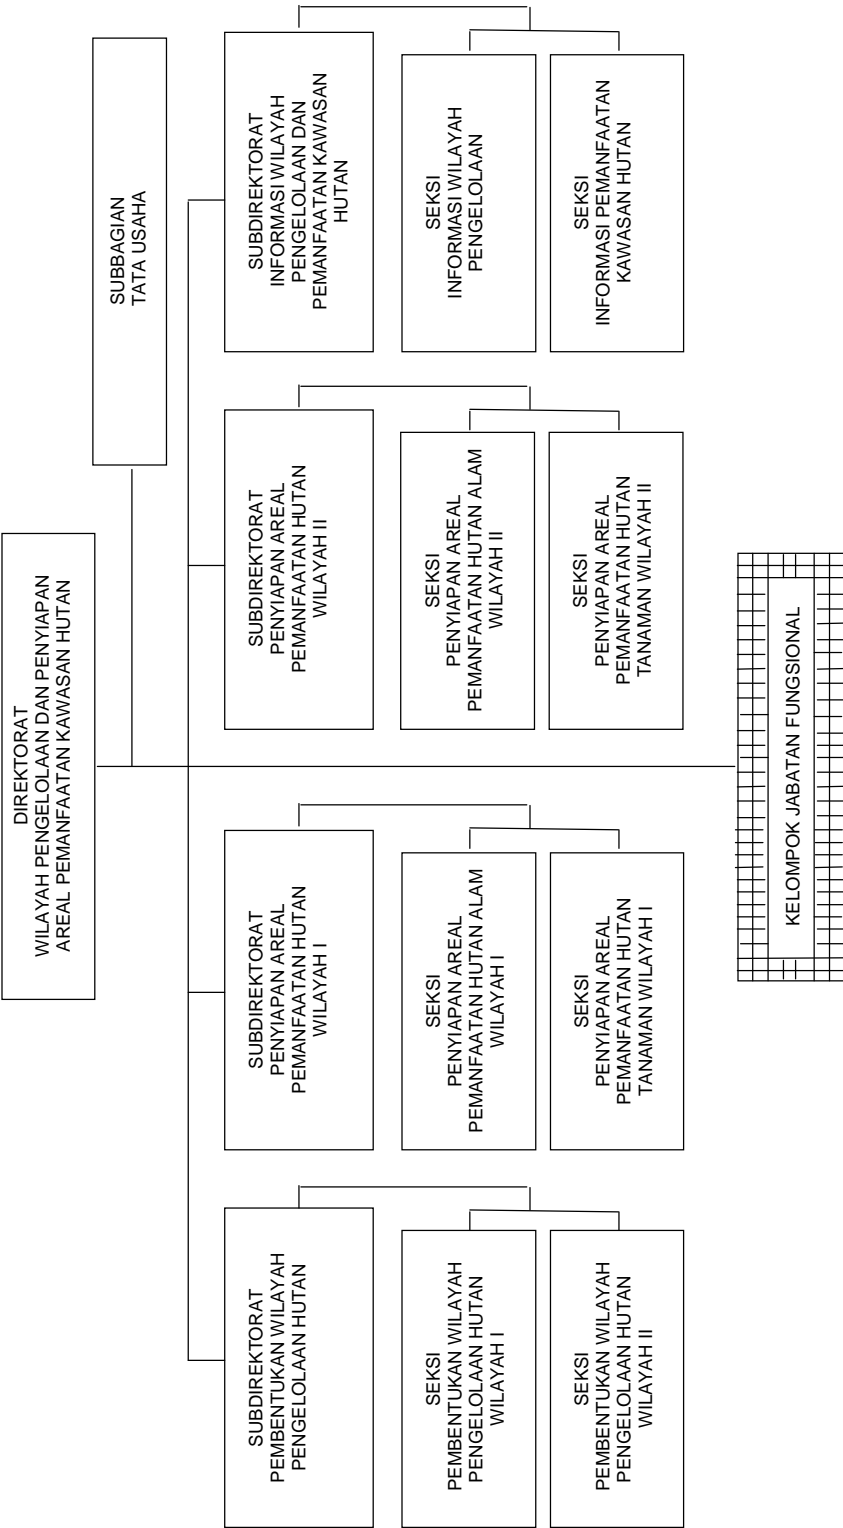 DIREKTORAT
WILAYAH PENGELOLAAN DAN PENYIAPAN
AREAL PEMANFAATAN KAWASAN HUTAN
SUBBAGIAN
TATA USAHA
SUBDIREKTORAT
PEMBENTUKAN WILAYAH
PENGELOLAAN HUTAN
SUBDIREKTORAT
PENYIAPAN AREAL
PEMANFAATAN HUTAN
WILAYAH I
SUBDIREKTORAT
PENYIAPAN AREAL
PEMANFAATAN HUTAN
WILAYAH II
SUBDIREKTORAT
INFORMASI WILAYAH
PENGELOLAAN DAN
PEMANFAATAN KAWASAN
HUTAN
SEKSI
PEMBENTUKAN WILAYAH
PENGELOLAAN HUTAN
WILAYAH I
SEKSI
PENYIAPAN AREAL
PEMANFAATAN HUTAN ALAM
WILAYAH I
SEKSI
PENYIAPAN AREAL
PEMANFAATAN HUTAN ALAM
WILAYAH II
SEKSI
INFORMASI WILAYAH
PENGELOLAAN
SEKSI
PEMBENTUKAN WILAYAH
PENGELOLAAN HUTAN
WILAYAH II
SEKSI
PENYIAPAN AREAL
PEMANFAATAN HUTAN
TANAMAN WILAYAH I
SEKSI
PENYIAPAN AREAL
PEMANFAATAN HUTAN
TANAMAN WILAYAH II
SEKSI
INFORMASI PEMANFAATAN
KAWASAN HUTAN
KELOMPOK JABATAN FUNGSIONAL